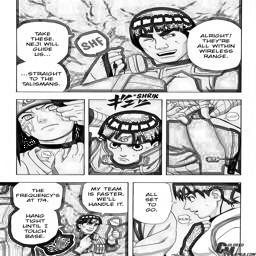 ALRIGHT!
THEY'RE
ALL WITHIN
WIRELESS
RANGE.
TAKE
THESE.
NEJI WILL
GUIDE
US...
...STRAIGHT
TO THE
TALISMANS.
SHF
SHRIK
ALL
SET
TO
GO.
MY TEAM
IS FASTER.
WE'LL
HANDLE IT.
THE
FREQUENCY'S
AT 174.
HANG
TIGHT
UNTIL I
TOUCH
BASE.